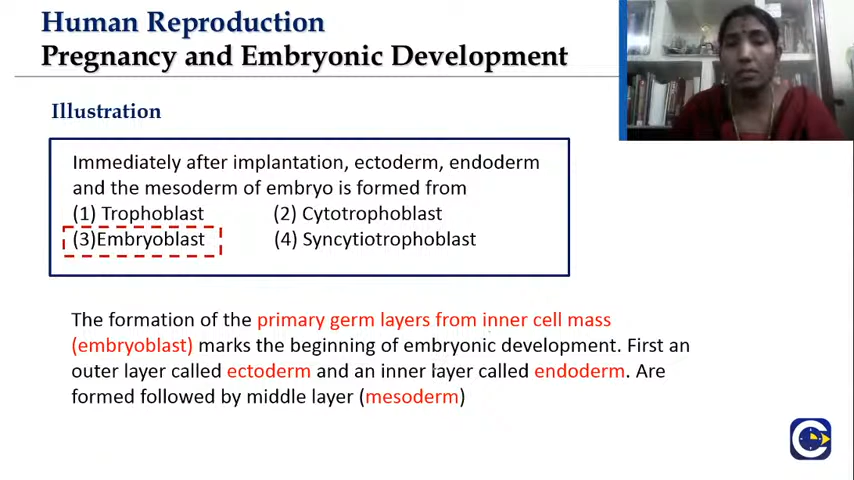 Human Reproduction
Pregnancy and Embryonic Development
Illustration
Immediately after implantation, ectoderm, endoderm
and the mesoderm of embryo is formed from
(1) Trophoblast (2) Cytotrophoblast
(3)Embryoblast (4) Syncytiotrophoblast
The formation of the primary germ layers from inner cell mass
(embryoblast) marks the beginning of embryonic development. First an
outer layer called ectoderm and an inner layer called endoderm. Are
formed followed by middle layer (mesoderm)